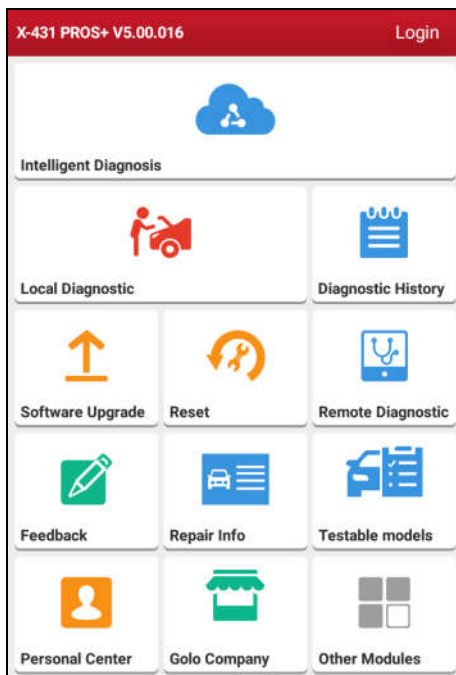 X-431 PROS+ V5.00.016 Login
Intelligent Diagnosis
Local Diagnostic Diagnostic History
Software Upgrade Reset Remote Diagnostic
Feedback Repair Info Testable models
Personal Center Golo Company Other Modules